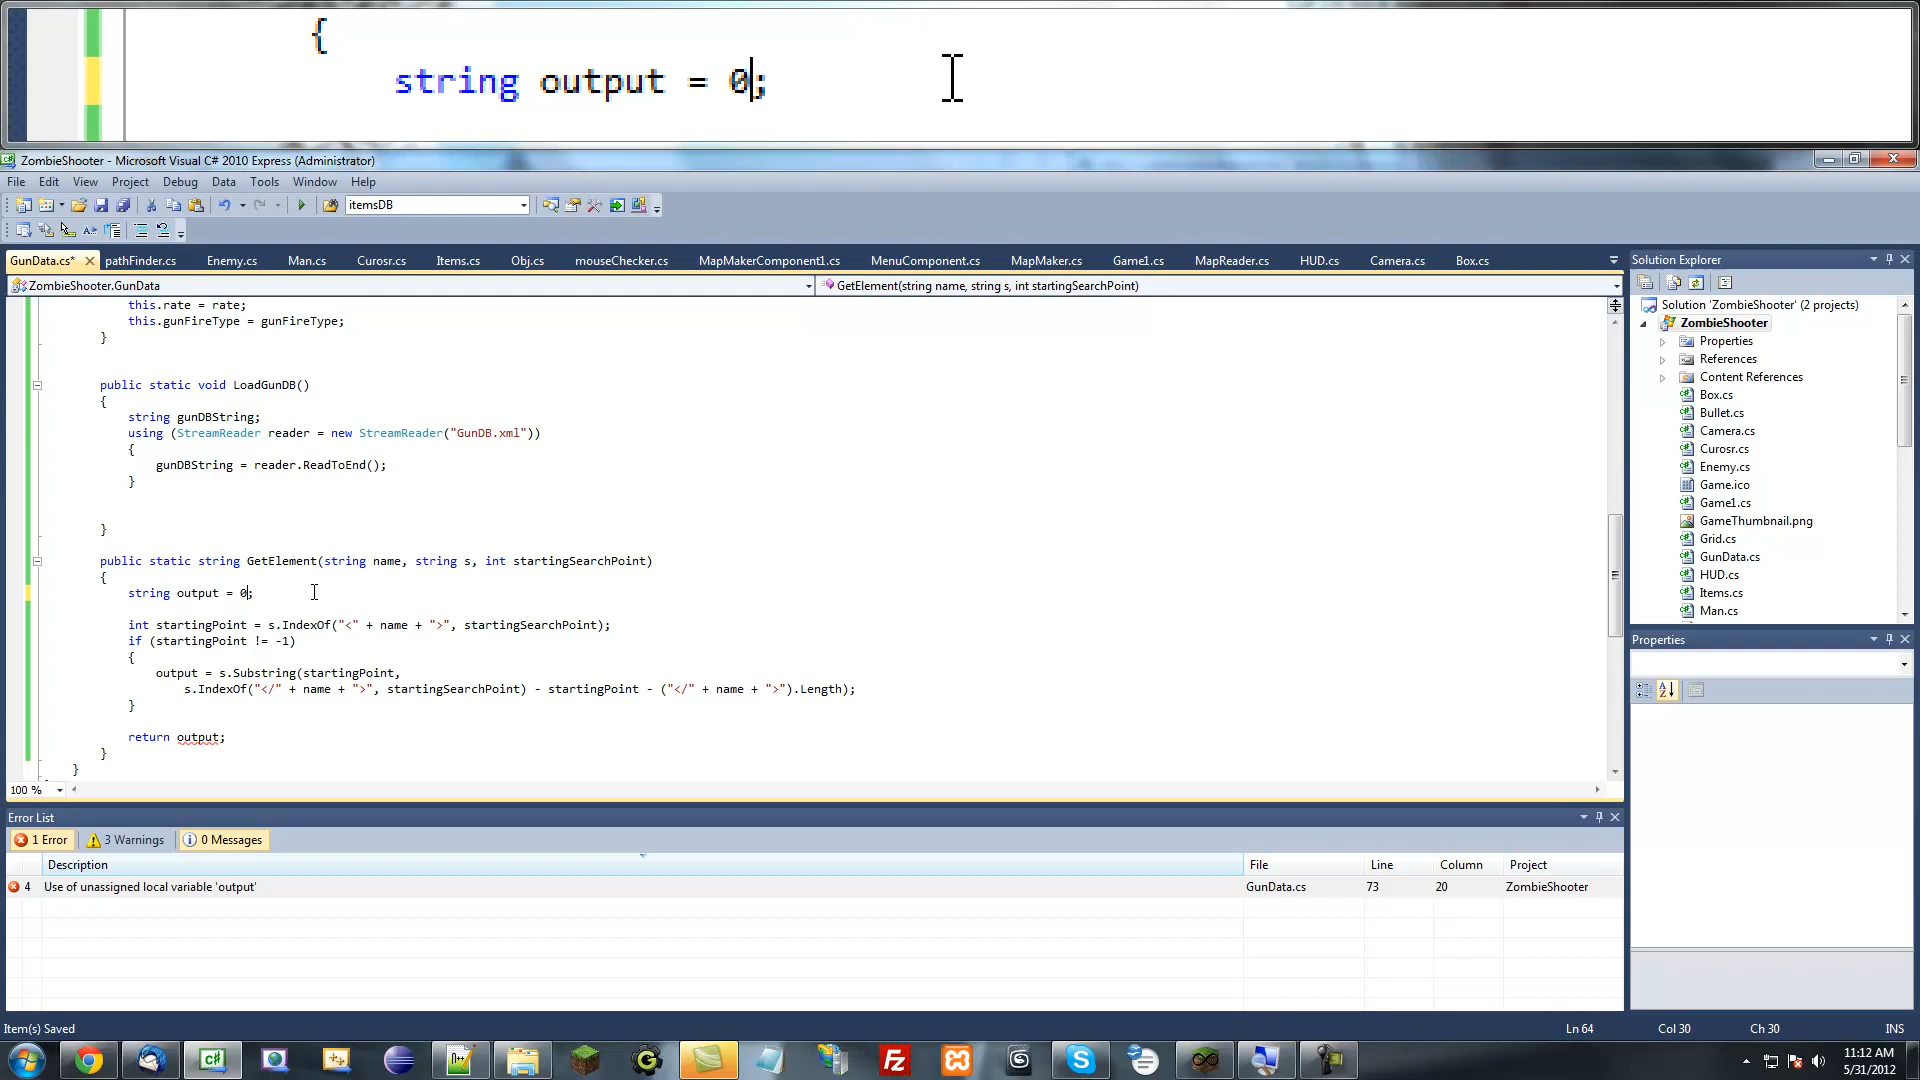 {
string output = 0;
ZombieShooter - Microsoft Visual C# 2010 Express (Administrator)
File Edit View Project Debug Data Tools Window Help
itemsDB
GunData.cs* pathFinder.cs Enemy.cs Man.cs Curosr.cs Items.cs Obj.cs mouseChecker.cs MapMakerComponent1.cs MenuComponent.cs MapMaker.cs Game1.cs MapReader.cs HUD.cs Camera.cs Box.cs
ZombieShooter.GunData GetElement(string name, string s, int startingSearchPoint)
this.rate = rate;
this.gunFireType = gunFireType;
}
public static void LoadGunDB()
{
string gunDBString;
using (StreamReader reader = new StreamReader("GunDB.xml"))
{
gunDBString = reader.ReadToEnd();
}
}
public static string GetElement(string name, string s, int startingSearchPoint)
{
string output = 0;
int startingPoint = s.IndexOf("<" + name + ">", startingSearchPoint);
if (startingPoint != -1)
{
output = s.Substring(startingPoint,
s.IndexOf("</" + name + ">", startingSearchPoint) - startingPoint - ("</" + name + ">").Length);
}
return output;
}
}
100 %
Solution Explorer
Solution 'ZombieShooter' (2 projects)
ZombieShooter
Properties
References
Content References
Box.cs
Bullet.cs
Camera.cs
Curosr.cs
Enemy.cs
Game.ico
Game1.cs
GameThumbnail.png
Grid.cs
GunData.cs
HUD.cs
Items.cs
Man.cs
Properties
Error List
1 Error 3 Warnings 0 Messages
Description File Line Column Project
4 Use of unassigned local variable 'output' GunData.cs 73 20 ZombieShooter
Item(s) Saved Ln 64 Col 30 Ch 30 INS
11:12 AM
5/31/2012